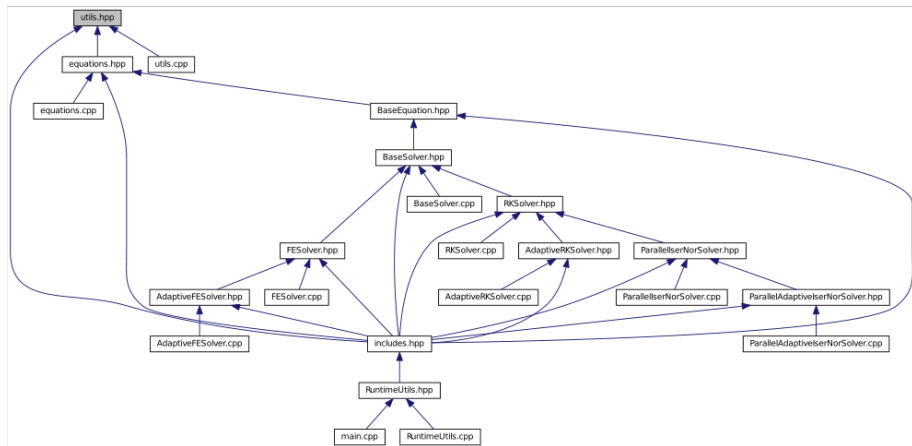 utils.hpp
equations.hpp
utils.cpp
equations.cpp
BaseEquation.hpp
BaseSolver.hpp
BaseSolver.cpp
RKSolver.hpp
FESolver.hpp
RKSolver.cpp
AdaptiveRKSolver.hpp
ParallelIserNorSolver.hpp
AdaptiveFESolver.hpp
FESolver.cpp
AdaptiveRKSolver.cpp
ParallelIserNorSolver.cpp
ParallelAdaptiveIserNorSolver.hpp
AdaptiveFESolver.cpp
includes.hpp
ParallelAdaptiveIserNorSolver.cpp
RuntimeUtils.hpp
main.cpp
RuntimeUtils.cpp